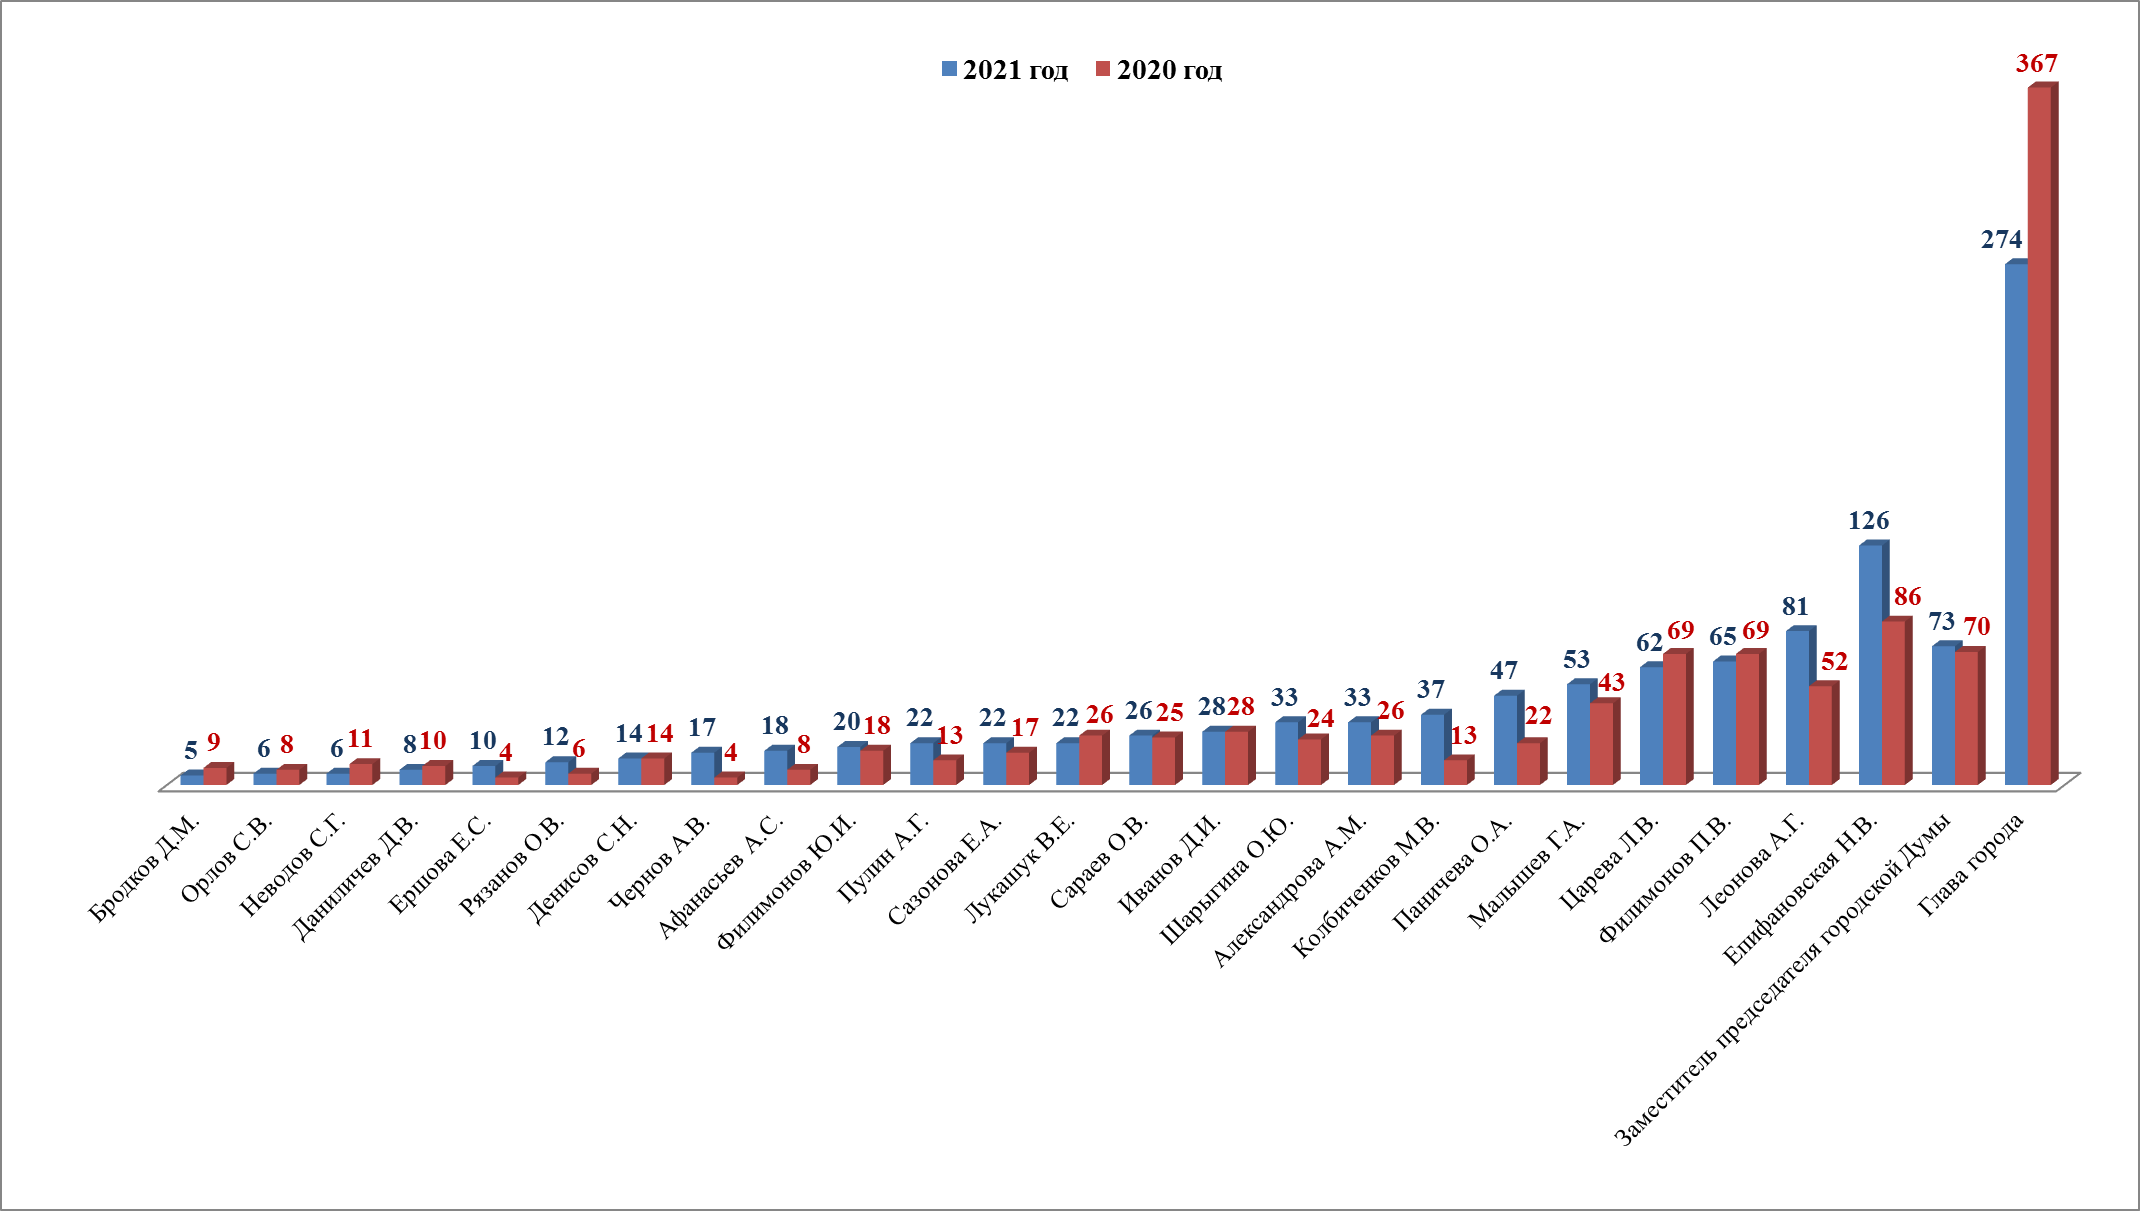 2021 год 2020 год
5 9 6 8 6 11 8 10 10 4 12 6 14 14 17 4 18 8 20 18 22 13 22 17 22 26 26 25 28 28 33 24 33 26 37 13 47 22 53 43 62 69 65 69 81 52 126 86 73 70 274 367
Бродков Д.М.
Орлов С.В.
Неводов С.Г.
Даниличев Д.В.
Ершова Е.С.
Рязанов О.В.
Денисов С.Н.
Чернов А.В.
Афанасьев А.С.
Филимонов Ю.И.
Пулин А.Г.
Сазонова Е.А.
Лукашук В.Е.
Сараев О.В.
Иванов Д.И.
Шарыгина О.Ю.
Александрова А.М.
Колбиченков М.В.
Паничева О.А.
Малышев Г.А.
Царева Л.В.
Филимонов П.В.
Леонова А.Г.
Епифановская Н.В.
Заместитель председателя городской Думы
Глава города